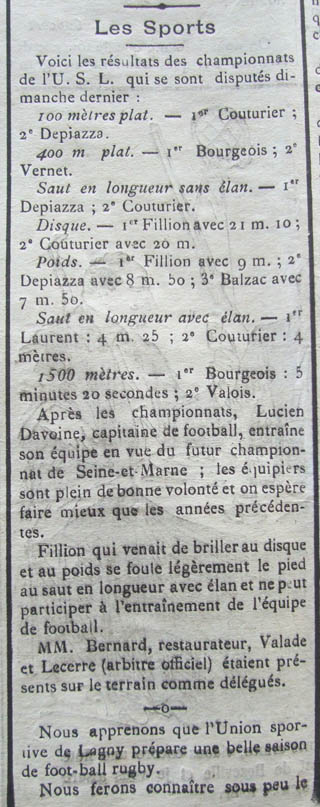 Les Sports
Voici les résultats des championnats
de l'U. S. L. qui se sont disputés di-
manche dernier :
100 mètres plat. — 1er Couturier ;
2e Depiazza.
400 m plat. — 1er Bourgeois ; 2e
Vernet.
Saut en longueur sans élan. — 1er
Depiazza ; 2e Couturier.
Disque. — 1er Fillion avec 21 m. 10 ;
2e Couturier avec 20 m.
Poids. — 1er Fillion avec 9 m. ; 2e
Depiazza avec 8 m. 50 ; 3e Balzac avec
7 m. 50.
Saut en longueur avec élan. — 1er
Laurent : 4 m. 25 ; 2e Couturier : 4
mètres.
1500 mètres. — 1er Bourgeois : 5
minutes 20 secondes ; 2e Valois.
Après les championnats, Lucien
Davoine, capitaine de football, entraîne
son équipe en vue du futur champion-
nat de Seine-et-Marne ; les équipiers
sont plein de bonne volonté et on espère
faire mieux que les années précéden-
tes.
Fillion qui venait de briller au disque
et au poids se foule légèrement le pied
au saut en longueur avec élan et ne peut
participer à l'entraînement de l'équipe
de football.
MM. Bernard, restaurateur, Valade
et Lecerre (arbitre officiel) étaient pré-
sents sur le terrain comme délégués.
Nous apprenons que l'Union spor-
tive de Lagny prépare une belle saison
de foot-ball rugby.
Nous ferons connaître sous peu le